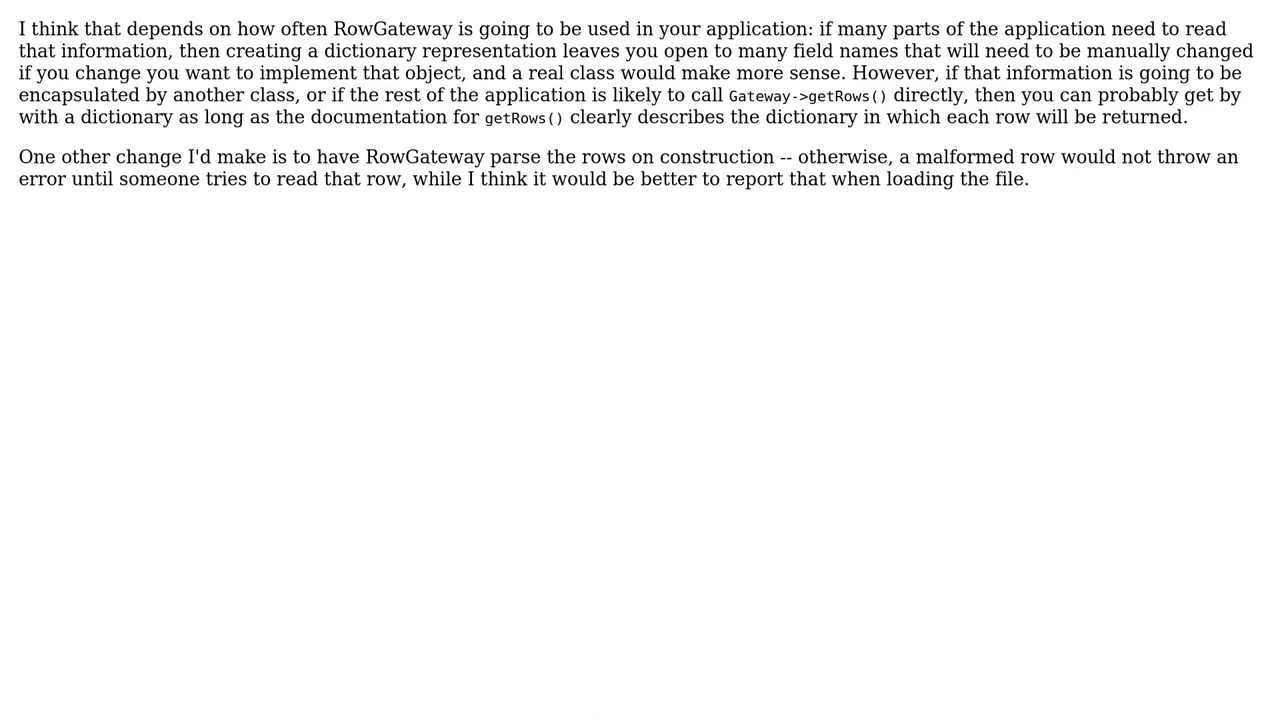 I think that depends on how often RowGateway is going to be used in your application: if many parts of the application need to read
that information, then creating a dictionary representation leaves you open to many field names that will need to be manually changed
if you change you want to implement that object, and a real class would make more sense. However, if that information is going to be
encapsulated by another class, or if the rest of the application is likely to call Gateway->getRows() directly, then you can probably get by
with a dictionary as long as the documentation for getRows() clearly describes the dictionary in which each row will be returned.
One other change I'd make is to have RowGateway parse the rows on construction -- otherwise, a malformed row would not throw an
error until someone tries to read that row, while I think it would be better to report that when loading the file.